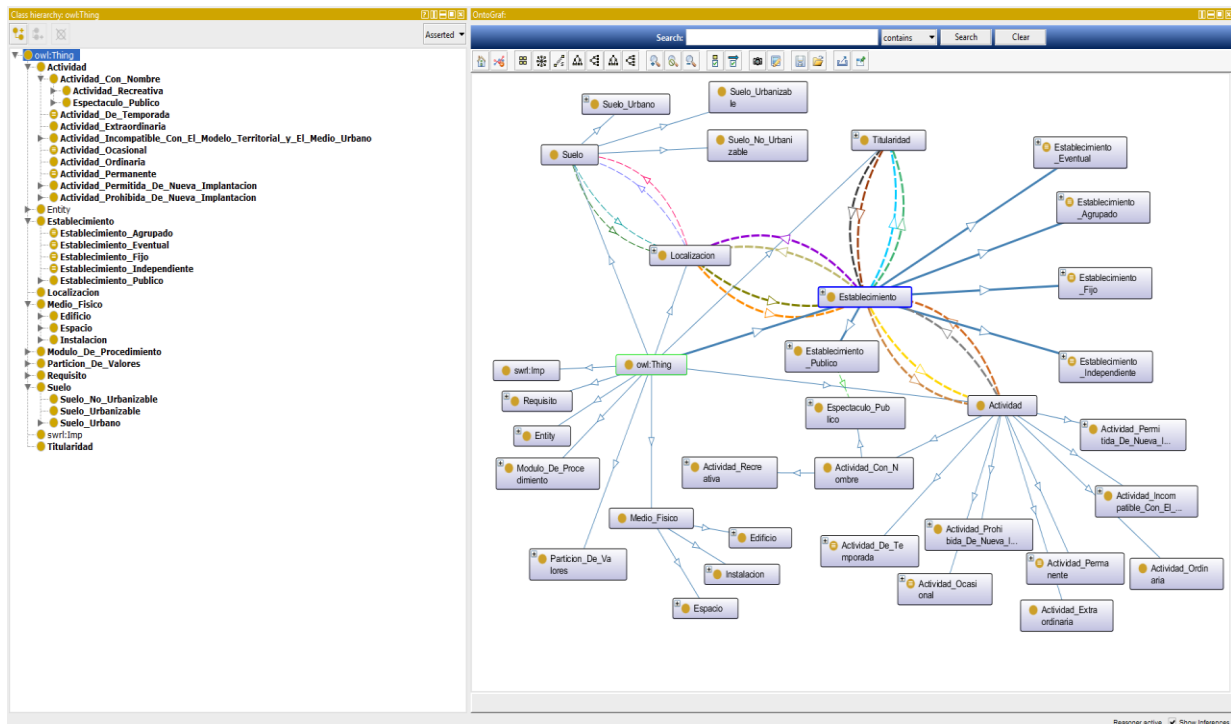 Class hierarchy: owl:Thing
Asserted
owl:Thing
Actividad
Actividad_Con_Nombre
Actividad_Recreativa
Espectaculo_Publico
Actividad_De_Temporada
Actividad_Extraordinaria
Actividad_Incompatible_Con_El_Modelo_Territorial_y_El_Medio_Urbano
Actividad_Ocasional
Actividad_Ordinaria
Actividad_Permanente
Actividad_Permitida_De_Nueva_Implantacion
Actividad_Prohibida_De_Nueva_Implantacion
Entity
Establecimiento
Establecimiento_Agrupado
Establecimiento_Eventual
Establecimiento_Fijo
Establecimiento_Independiente
Establecimiento_Publico
Localizacion
Medio_Fisico
Edificio
Espacio
Instalacion
Modulo_De_Procedimiento
Particion_De_Valores
Requisito
Suelo
Suelo_No_Urbanizable
Suelo_Urbanizable
Suelo_Urbano
swrl:Imp
Titularidad
OntoGraf:
Search:
contains
Search
Clear
Suelo_Urbano
Suelo_Urbanizab
le
Suelo_No_Urbani
zable
Suelo
Titularidad
Establecimiento
_Eventual
Establecimiento
_Agrupado
Localizacion
Establecimiento
_Fijo
Establecimiento
Establecimiento
_Publico
Establecimiento
_Independiente
owl:Thing
swrl:Imp
Requisito
Entity
Modulo_De_Proce
dimiento
Espectaculo_Pub
lico
Actividad
Actividad_Permi
tida_De_Nueva_I...
Actividad_Recre
ativa
Actividad_Con_N
ombre
Actividad_Incom
patible_Con_El_...
Medio_Fisico
Edificio
Particion_De_Va
lores
Instalacion
Espacio
Actividad_De_Te
mporada
Actividad_Prohi
bida_De_Nueva_I...
Actividad_Ocasi
onal
Actividad_Perma
nente
Actividad_Ordin
aria
Actividad_Extra
ordinaria
Reasoner active
Show Inferences